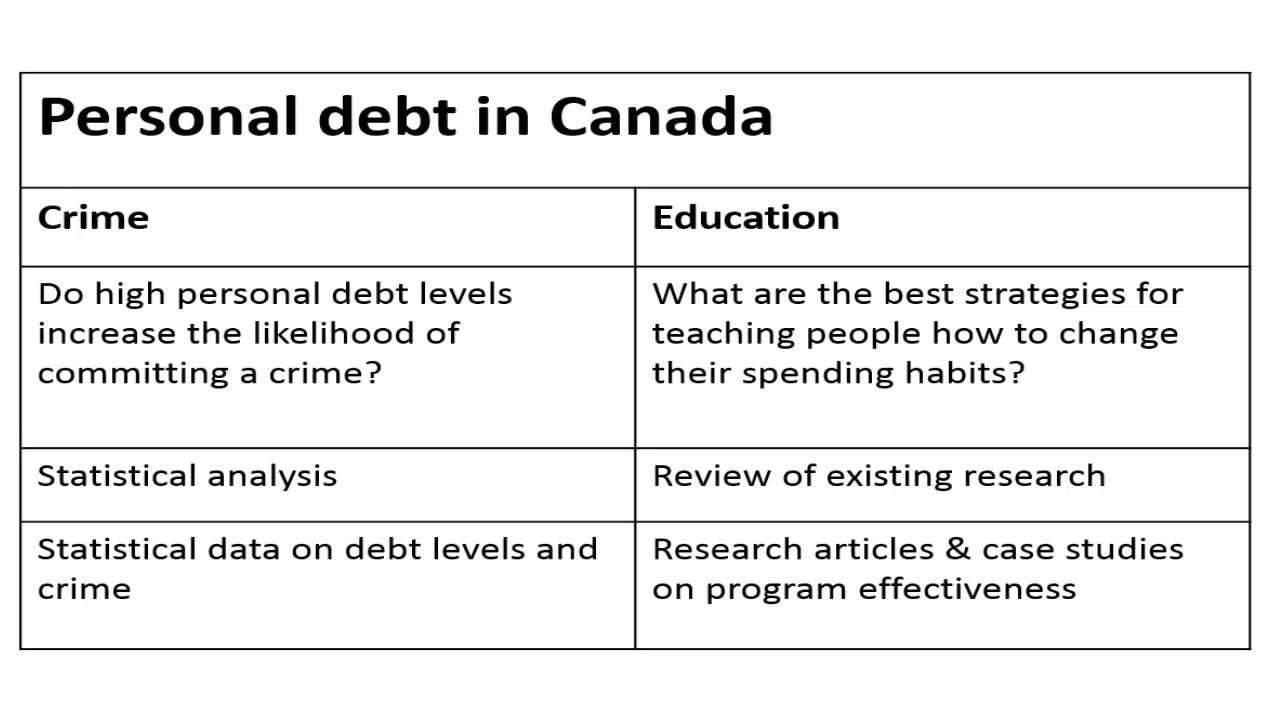 Personal debt in Canada
Crime
Education
Do high personal debt levels
increase the likelihood of
committing a crime?
What are the best strategies for
teaching people how to change
their spending habits?
Statistical analysis
Review of existing research
Statistical data on debt levels and
crime
Research articles & case studies
on program effectiveness